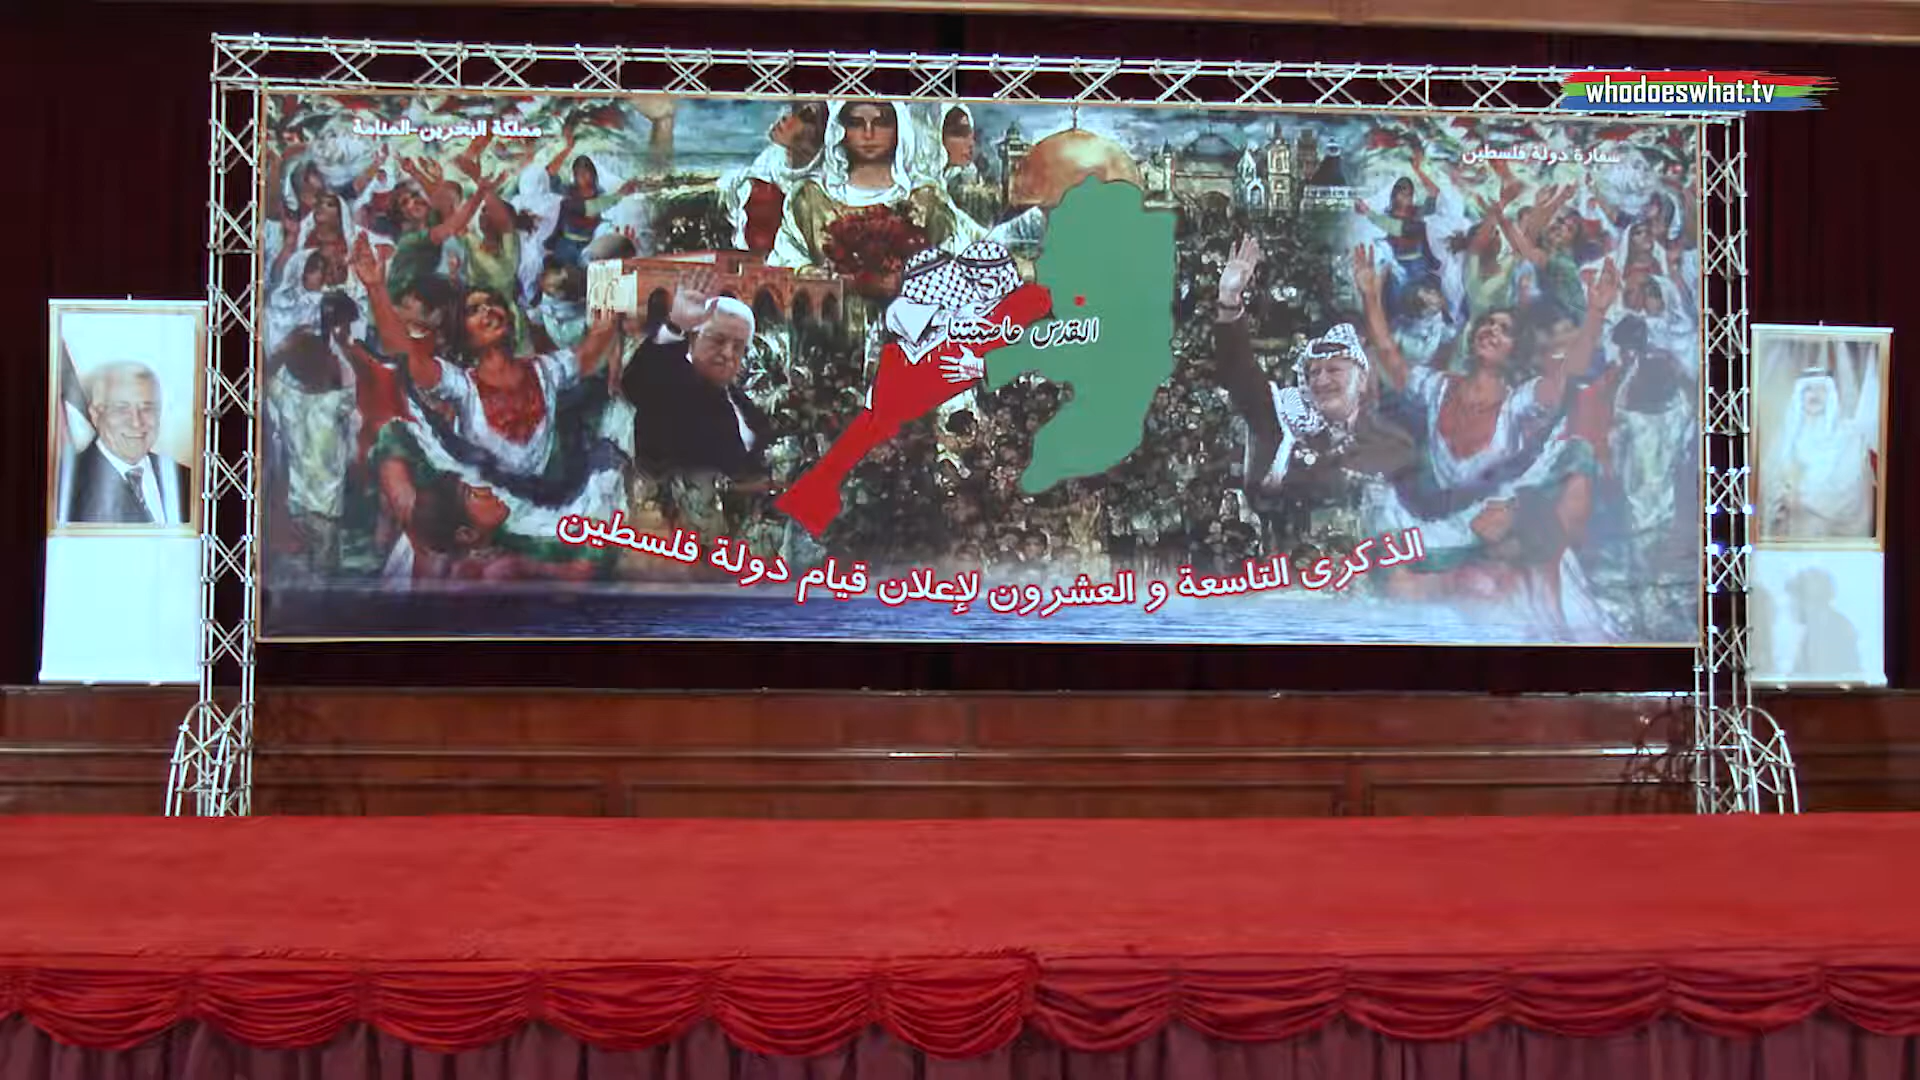 whodoeswhat.tv
سفارة دولة فلسطين
مملكة البحرين-المنامة
القدس عاصمتنا
الذكرى التاسعة و العشرون لإعلان قيام دولة فلسطين